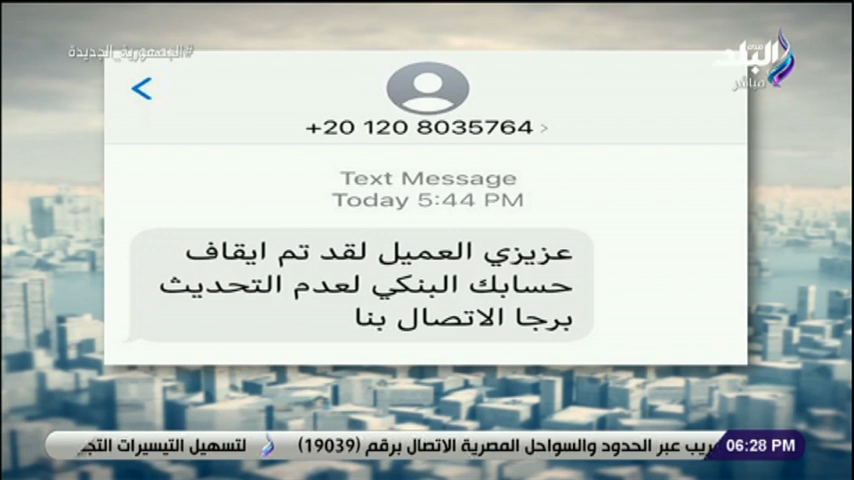 #الجمهورية_الجديدة
صدى
البلد
مباشر
+20 120 8035764 >
Text Message
Today 5:44 PM
عزيزي العميل لقد تم ايقاف
حسابك البنكي لعدم التحديث
برجا الاتصال بنا
ريب عبر الحدود والسواحل المصرية الاتصال برقم (19039) لتسهيل التيسيرات التج
06:28 PM